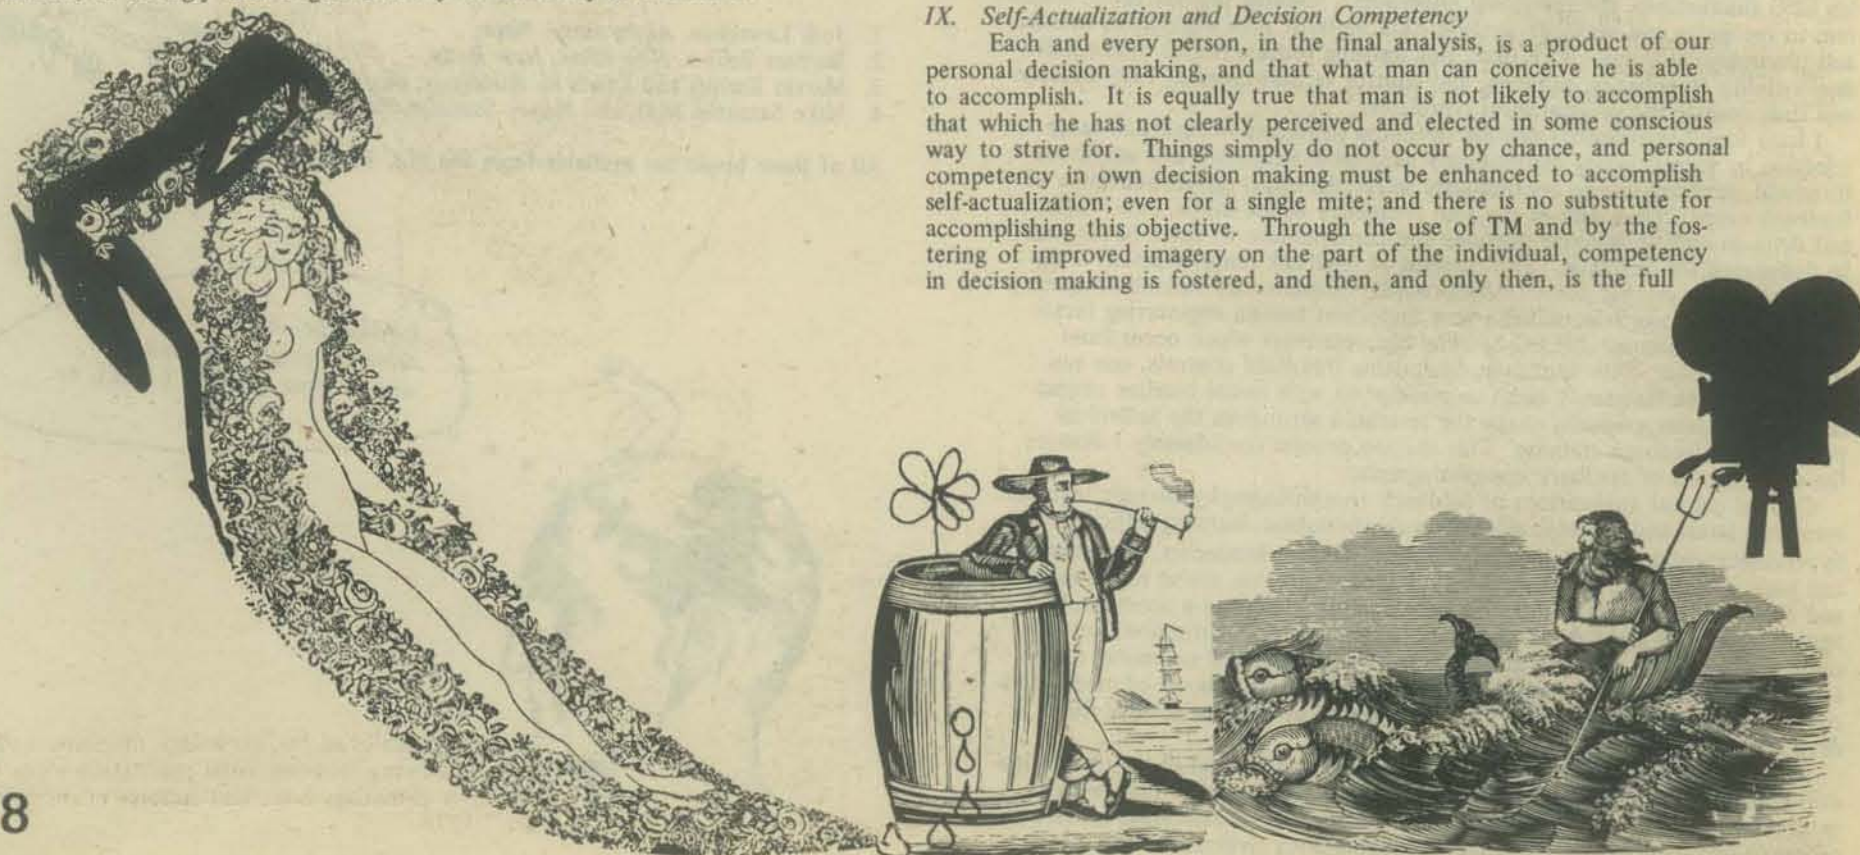 IX. Self-Actualization and Decision Competency
Each and every person, in the final analysis, is a product of our
personal decision making, and that what man can conceive he is able
to accomplish. It is equally true that man is not likely to accomplish
that which he has not clearly perceived and elected in some conscious
way to strive for. Things simply do not occur by chance, and personal
competency in own decision making must be enhanced to accomplish
self-actualization; even for a single mite; and there is no substitute for
accomplishing this objective. Through the use of TM and by the fos-
tering of improved imagery on the part of the individual, competency
in decision making is fostered, and then, and only then, is the full
8